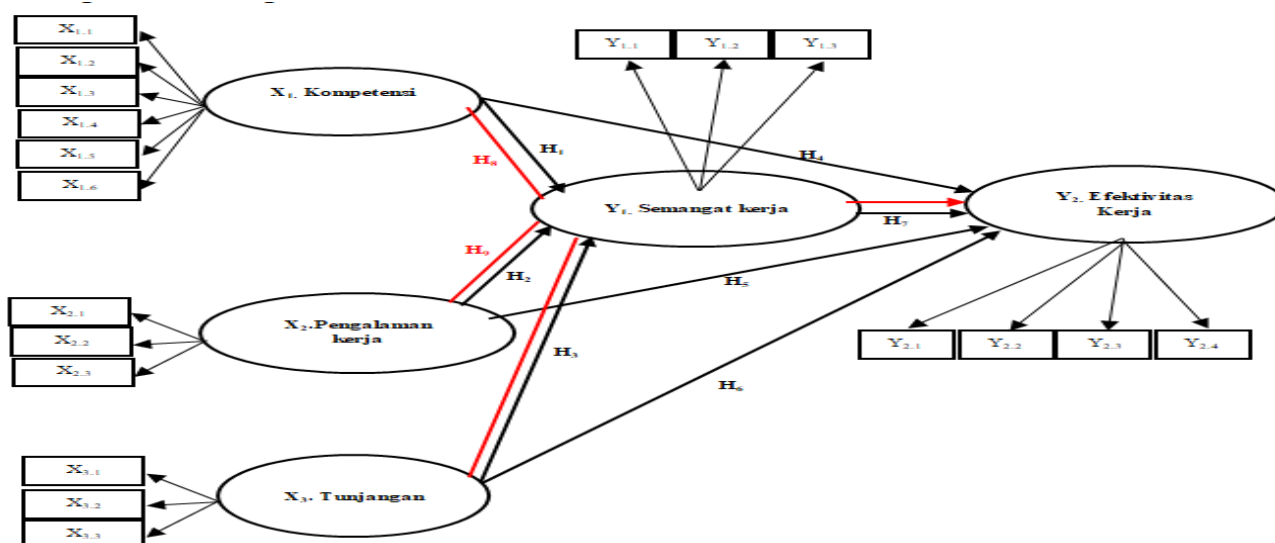 X1.1
X1.2
X1.3
X1.4
X1.5
X1.6
X1. Kompetensi
Y1.1 Y1.2 Y1.3
H1
H8
H4
Y1. Semangat kerja
Y2. Efektivitas
Kerja
H7
H9
H2
H5
X2.1
X2.2
X2.3
X2.Pengalaman
kerja
H3
Y2.1 Y2.2 Y2.3 Y2.4
H6
X3.1
X3.2
X3.3
X3. Tunjangan